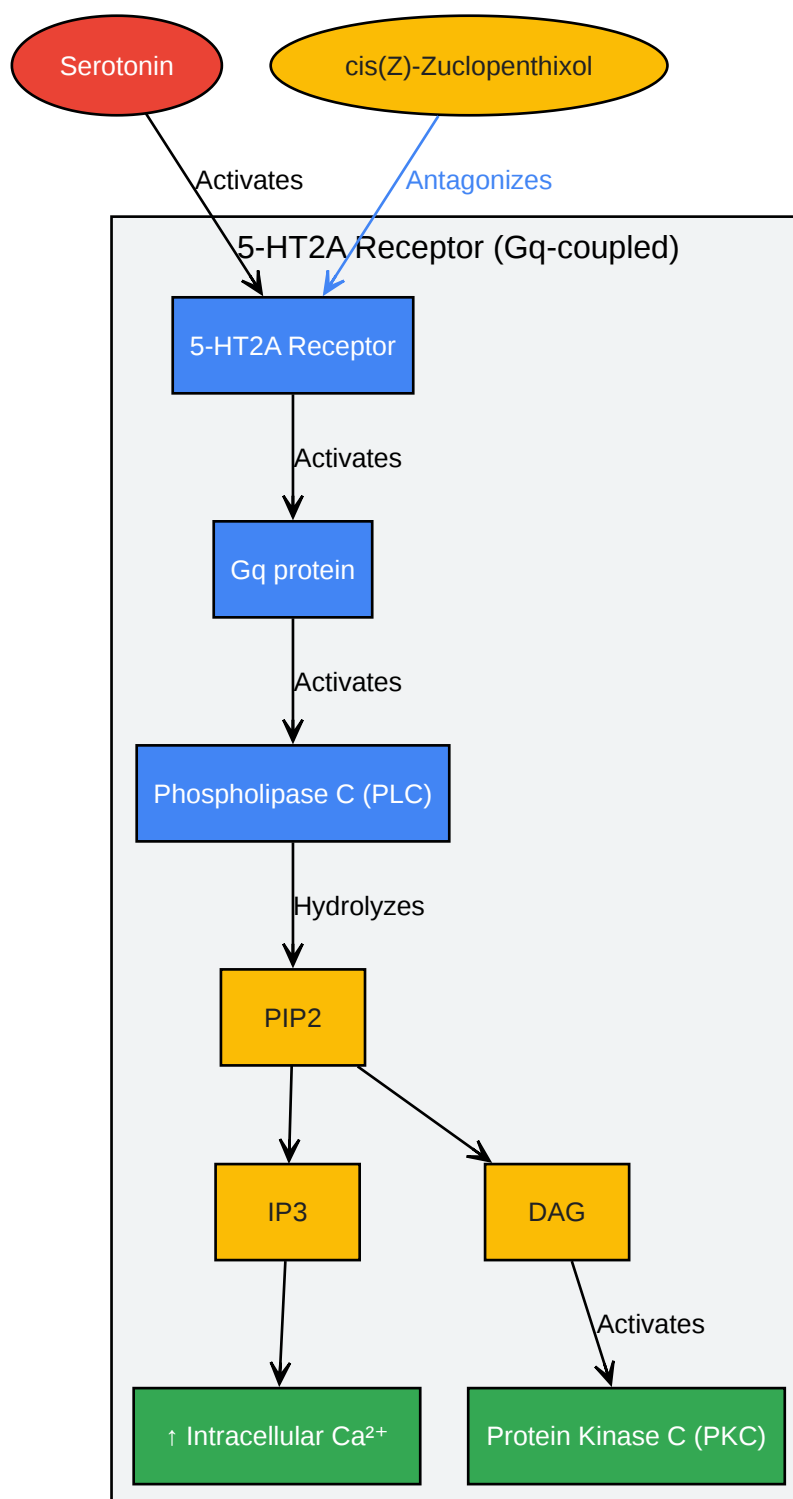 Serotonin
cis(Z)-Zuclopenthixol
Activates
Antagonizes
5-HT2A Receptor (Gq-coupled)
5-HT2A Receptor
Activates
Gq protein
Activates
Phospholipase C (PLC)
Hydrolyzes
PIP2
IP3
DAG
Activates
↑ Intracellular Ca²⁺
Protein Kinase C (PKC)